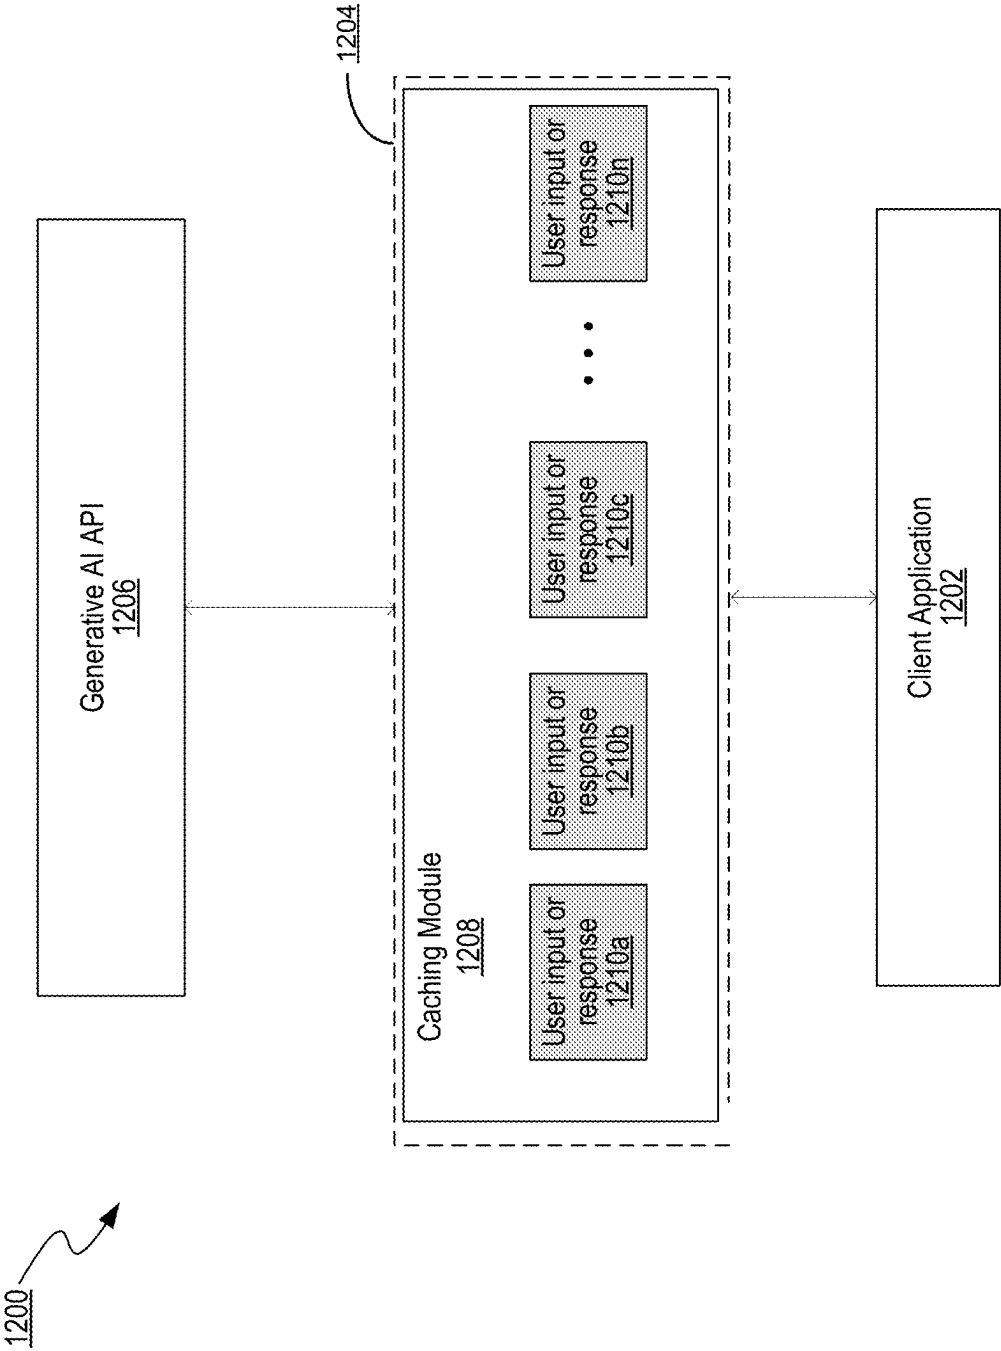 1200
1204
Generative AI API
1206
Caching Module
1208
User input or
response
1210a
User input or
response
1210b
User input or
response
1210c
User input or
response
1210n
Client Application
1202